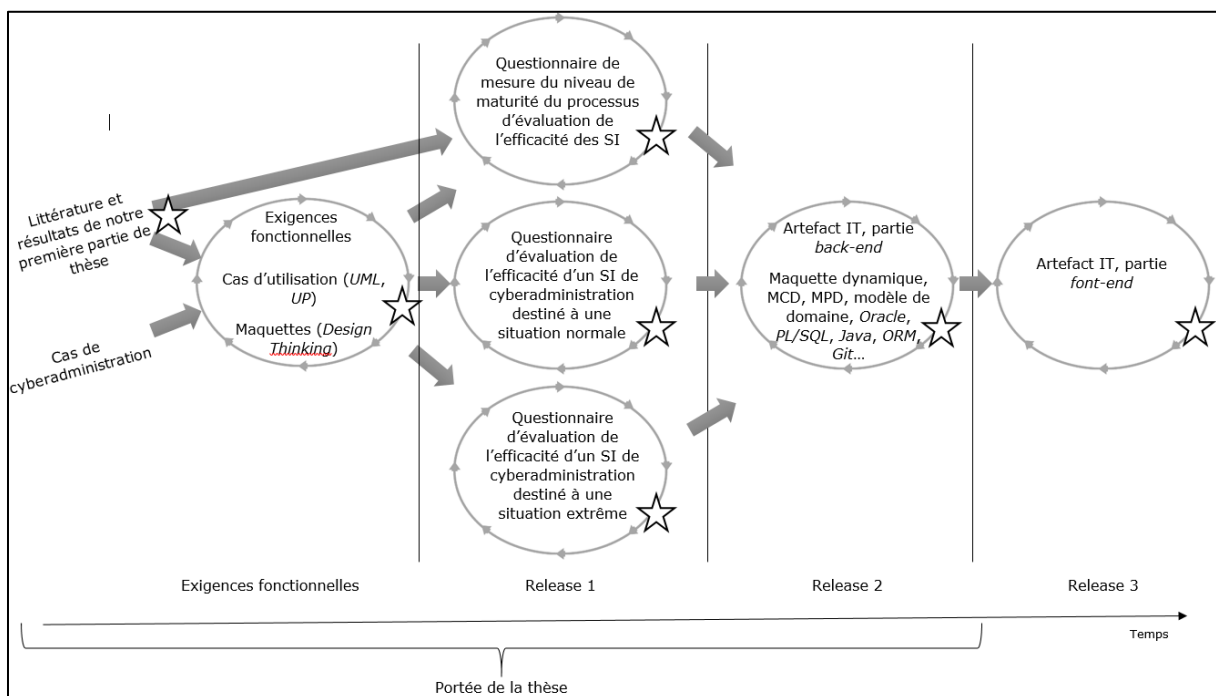 Littérature et
résultats de notre
première partie de
thèse
Cas de
cyberadministration
Exigences
fonctionnelles
Cas d’utilisation (UML,
UP)
Maquettes (Design
Thinking)
Questionnaire de
mesure du niveau de
maturité du processus
d’évaluation de
l’efficacité des SI
Questionnaire
d’évaluation de
l’efficacité d’un SI de
cyberadministration
destiné à une
situation normale
Questionnaire
d’évaluation de
l’efficacité d’un SI de
cyberadministration
destiné à une
situation extrême
Artefact IT, partie
back-end
Maquette dynamique,
MCD, MPD, modèle de
domaine, Oracle,
PL/SQL, Java, ORM,
Git...
Artefact IT, partie
font-end
Exigences fonctionnelles
Release 1
Release 2
Release 3
Temps
Portée de la thèse